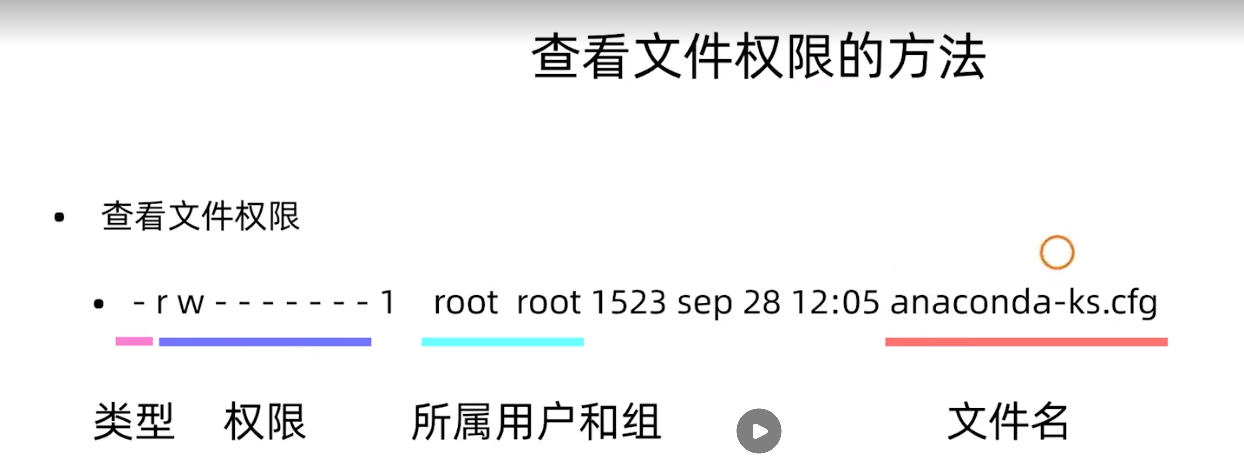 查看文件权限的方法
• 查看文件权限
• - r w - - - - - - - 1 root root 1523 sep 28 12:05 anaconda-ks.cfg
类型 权限 所属用户和组 文件名